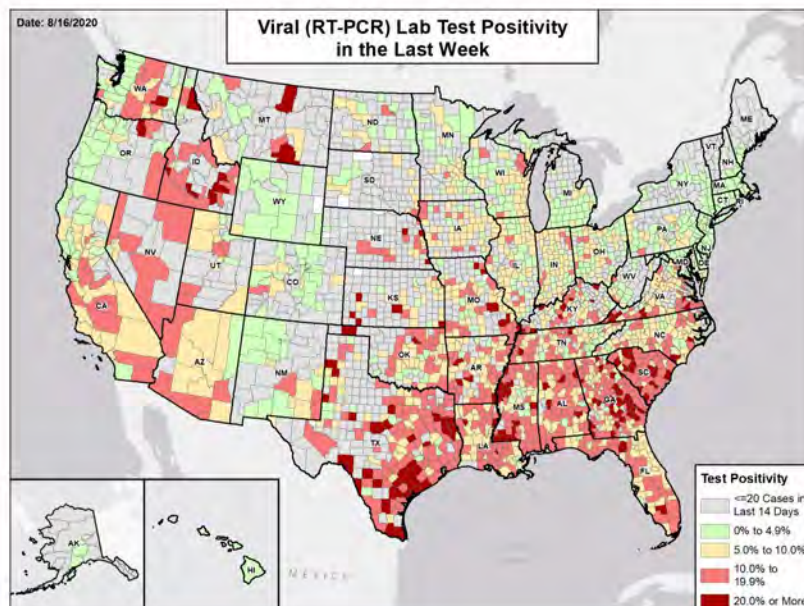 Date: 8/16/2020
Viral (RT-PCR) Lab Test Positivity
in the Last Week
WA
MT
ND
MN
ME
OR
ID
SD
WI
VT
NH
NY
MA
CT
RI
WY
MI
IA
PA
NJ
NE
OH
MD
DE
NV
UT
CO
IL
IN
WV
VA
CA
KS
MO
KY
NC
TN
AZ
NM
OK
AR
SC
MS
AL
GA
TX
LA
FL
AK
HI
MEXICO
Test Positivity
<=20 Cases in
Last 14 Days
0% to 4.9%
5.0% to 10.0%
10.0% to
19.9%
20.0% or More